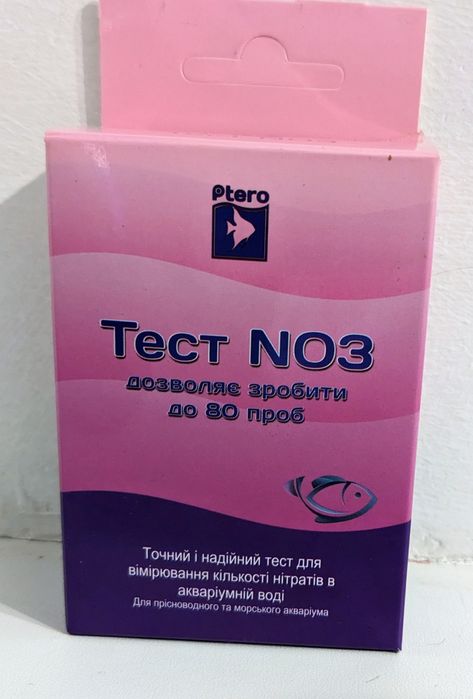 Ptero
Тест NO3
дозволяє зробити
до 80 проб
Точний і надійний тест для
вімірювання кількості нітратів в
акваріумній воді
Для прісноводного та морського акваріума